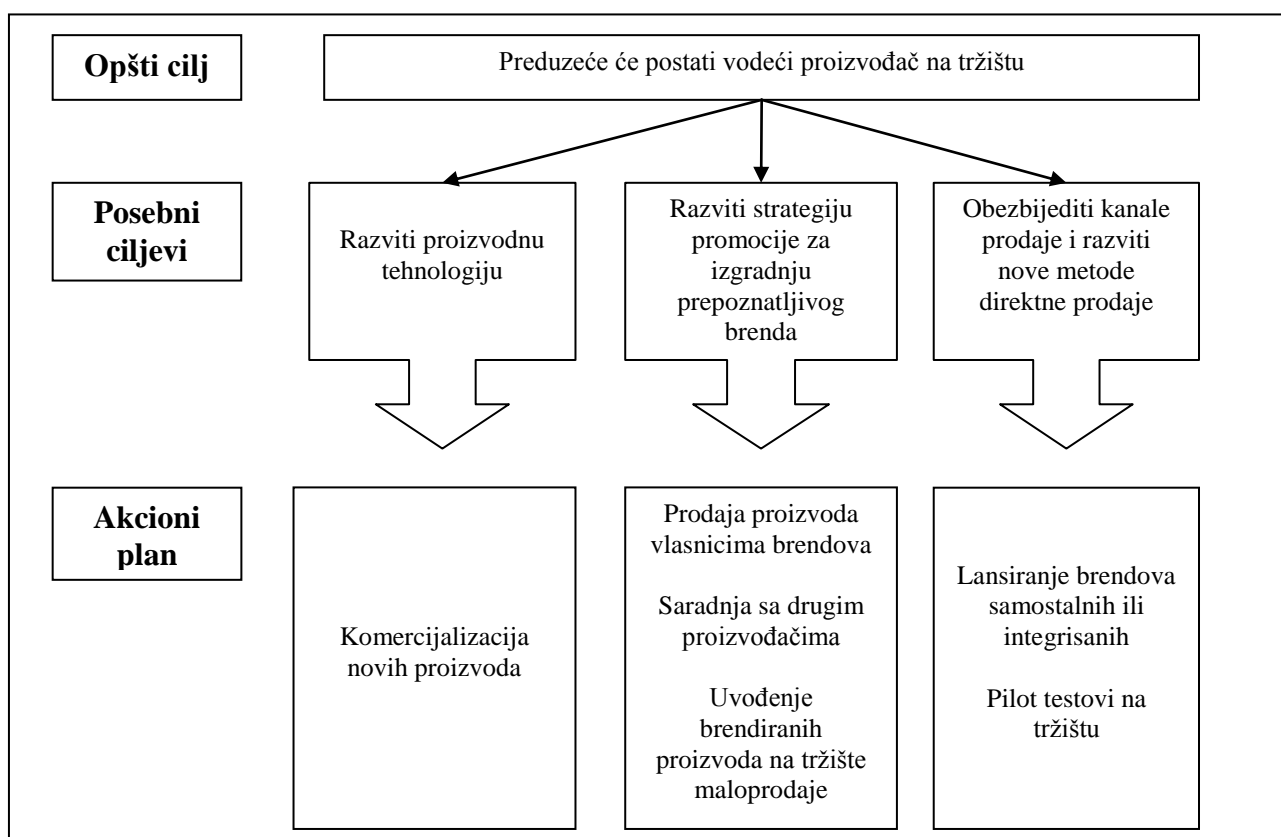 Opšti cilj
Preduzeće će postati vodeći proizvođač na tržištu
Posebni
ciljevi
Razviti proizvodnu
tehnologiju
Razviti strategiju
promocije za
izgradnju
prepoznatljivog
brenda
Obezbijediti kanale
prodaje i razviti
nove metode
direktne prodaje
Akcioni
plan
Komercijalizacija
novih proizvoda
Prodaja proizvoda
vlasnicima brendova
Saradnja sa drugim
proizvođačima
Uvođenje
brendiranih
proizvoda na tržište
maloprodaje
Lansiranje brendova
samostalnih ili
integrisanih
Pilot testovi na
tržištu